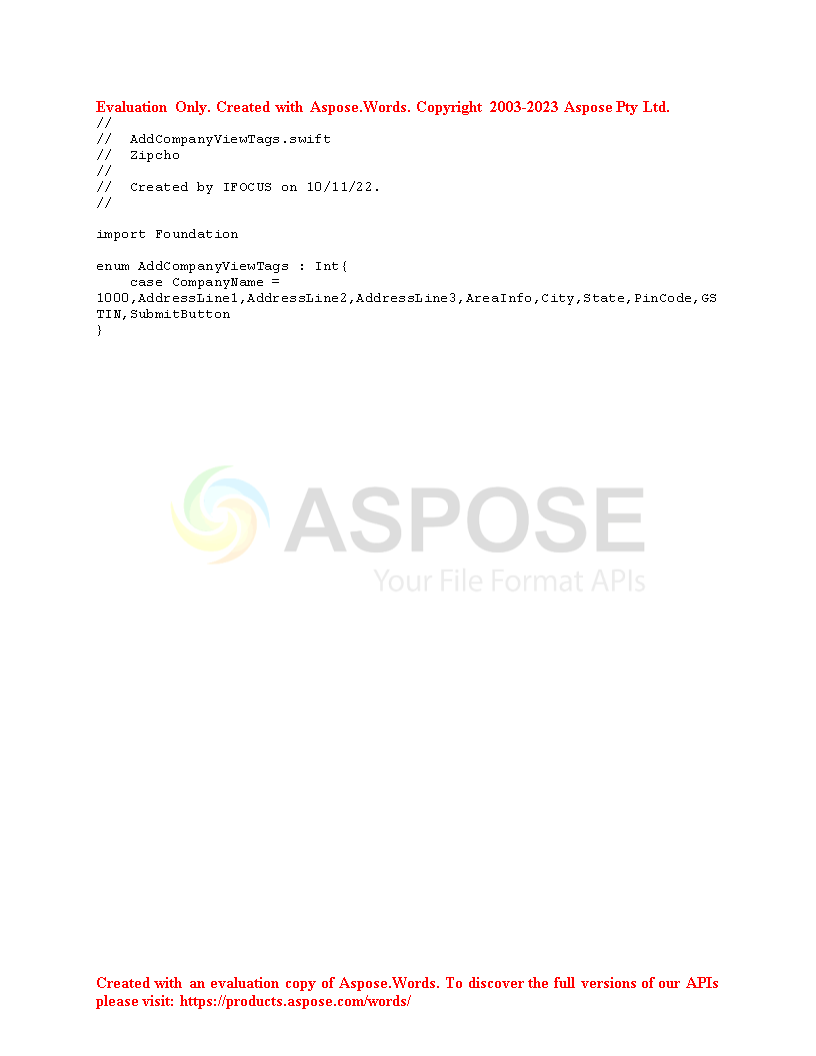 Evaluation Only. Created with Aspose.Words. Copyright 2003-2023 Aspose Pty Ltd.
//
//  AddCompanyViewTags.swift
//  Zipcho
//
//  Created by IFOCUS on 10/11/22.
//
import Foundation
enum AddCompanyViewTags : Int{
    case CompanyName =
1000,AddressLine1,AddressLine2,AddressLine3,AreaInfo,City,State,PinCode,GS
TIN,SubmitButton
}
ASPOSE
Your File Format APIs
Created with an evaluation copy of Aspose.Words. To discover the full versions of our APIs
please visit: https://products.aspose.com/words/